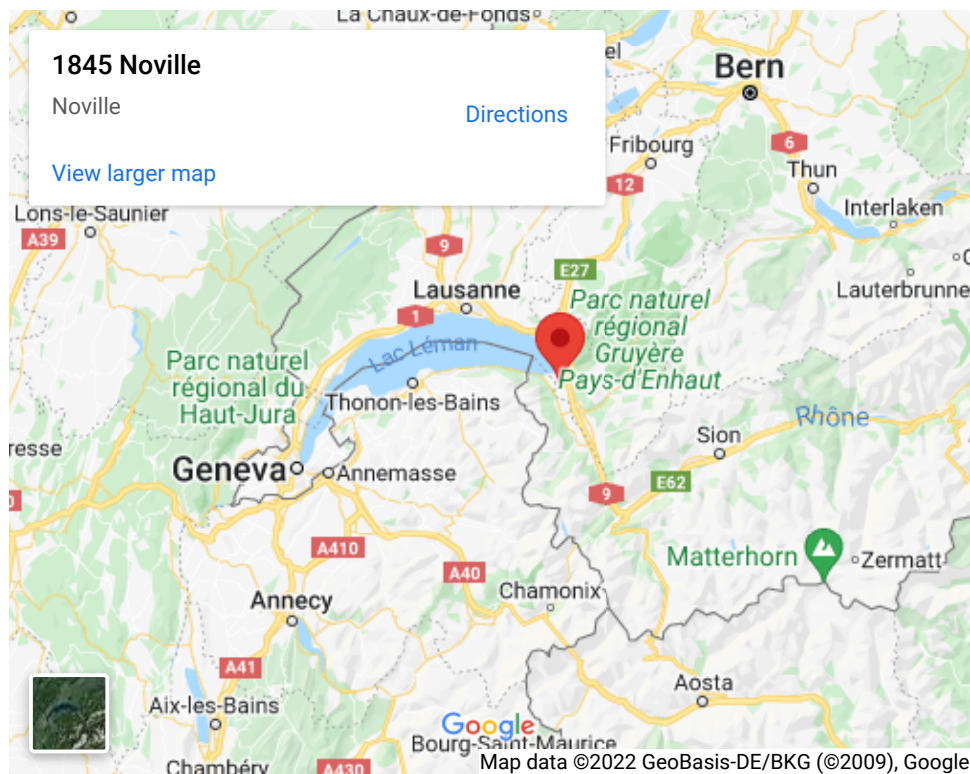 La Chaux-de-Fonds
1845 Noville
Noville
Directions
View larger map
Bern
Fribourg
6
Thun
12
Interlaken
Lons-le-Saunier
A39
9
E27
Lauterbrunne
Lausanne
1
Parc naturel
régional
Gruyère
Pays-d'Enhaut
Lac Léman
Parc naturel
régional du
Haut-Jura
Thonon-les-Bains
Rhône
Sion
resse
Geneva
Annemasse
E62
9
A410
Matterhorn
Zermatt
A40
Chamonix
Annecy
A41
Aosta
Aix-les-Bains
Google
Bourg-Saint-Maurice
Map data ©2022 GeoBasis-DE/BKG (©2009), Google
Chambéry
A430